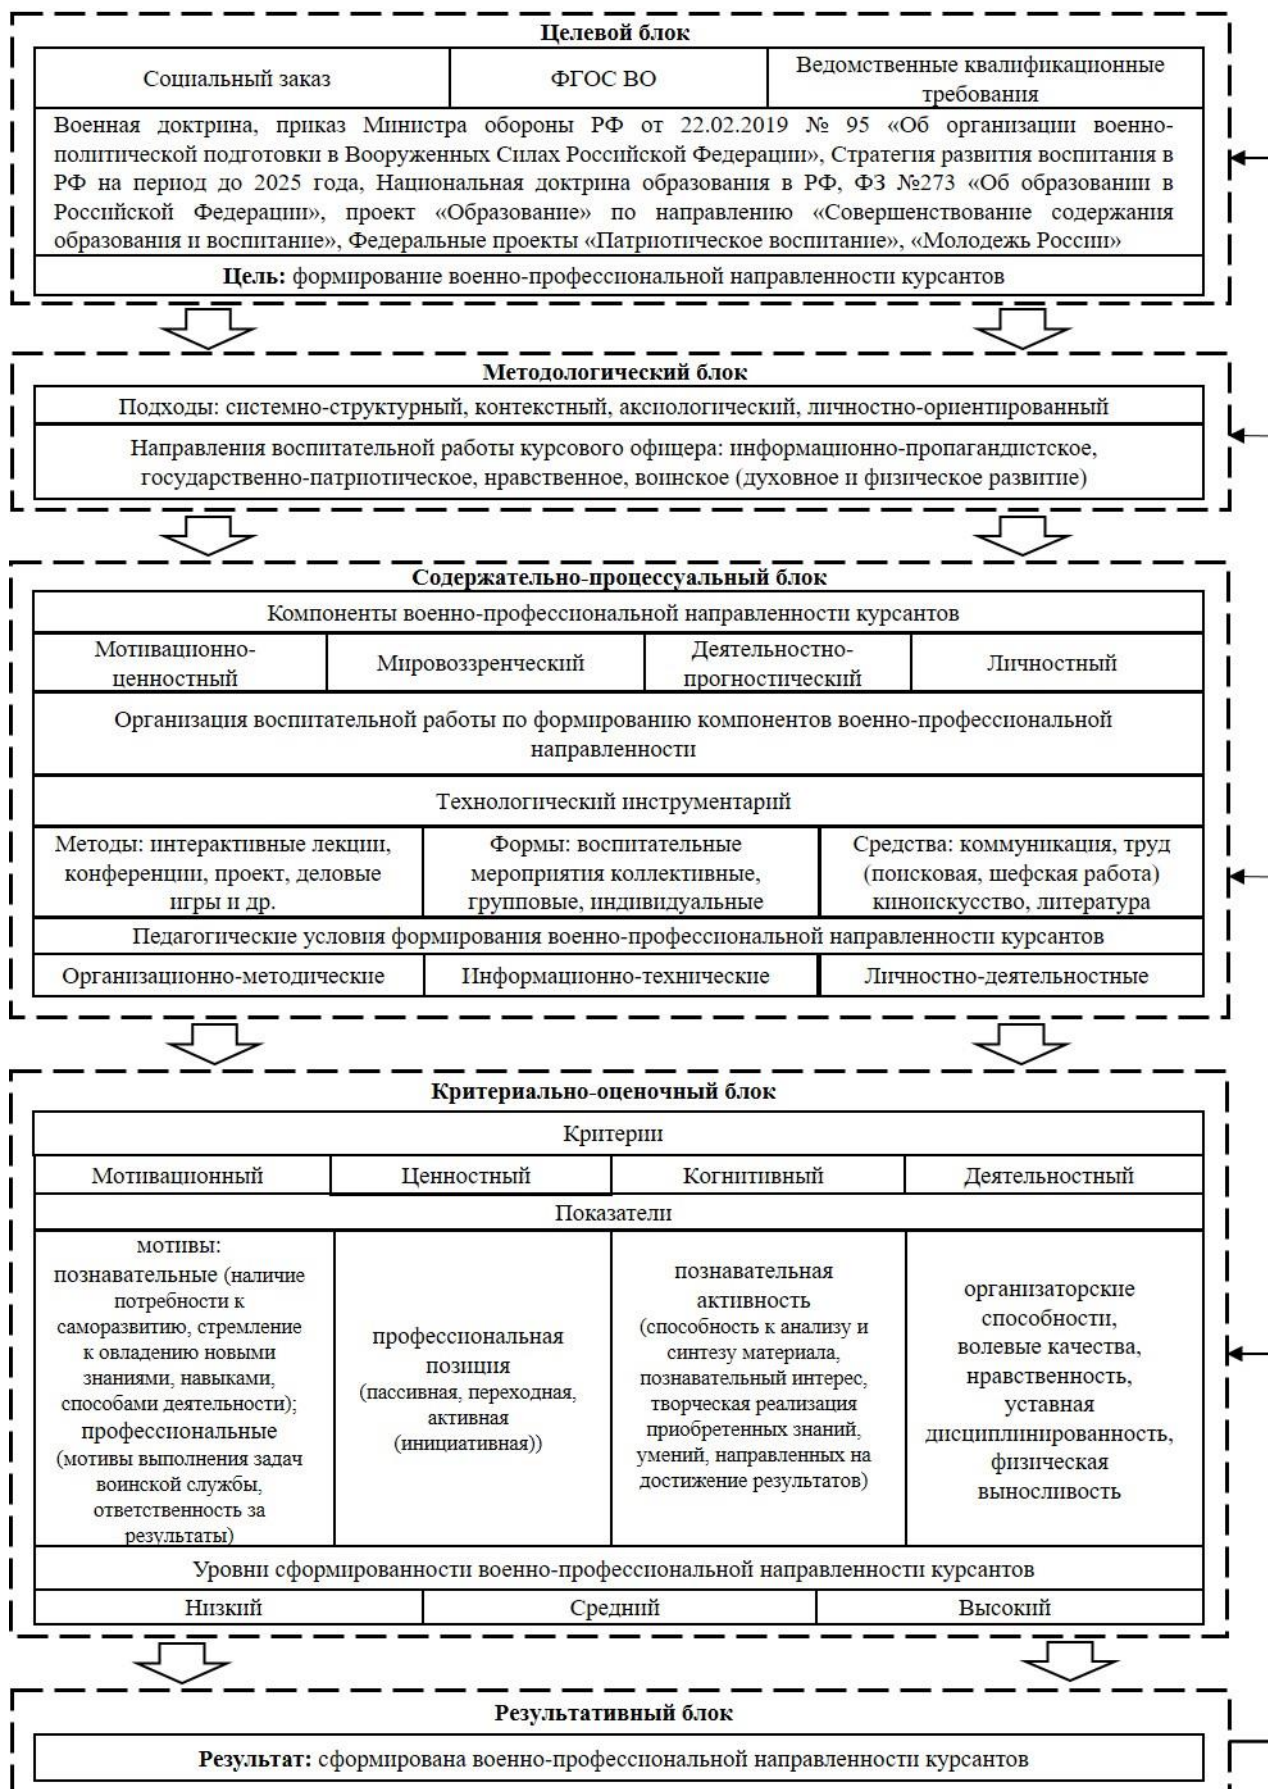 Целевой блок
Социальный заказ
ФГОС ВО
Ведомственные квалификационные
требования
Военная доктрина, приказ Министра обороны РФ от 22.02.2019 № 95 «Об организации военно-
политической подготовки в Вооруженных Силах Российской Федерации», Стратегия развития воспитания в
РФ на период до 2025 года, Национальная доктрина образования в РФ, ФЗ №273 «Об образовании в
Российской Федерации», проект «Образование» по направлению «Совершенствование содержания
образования и воспитание», Федеральные проекты «Патриотическое воспитание», «Молодежь России»
Цель: формирование военно-профессиональной направленности курсантов
Методологический блок
Подходы: системно-структурный, контекстный, аксиологический, личностно-ориентированный
Направления воспитательной работы курсового офицера: информационно-пропагандистское,
государственно-патриотическое, нравственное, воинское (духовное и физическое развитие)
Содержательно-процессуальный блок
Компоненты военно-профессиональной направленности курсантов
Мотивационно-
ценностный
Мировоззренческий
Деятельностно-
прогностический
Личностный
Организация воспитательной работы по формированию компонентов военно-профессиональной
направленности
Технологический инструментарий
Методы: интерактивные лекции,
конференции, проект, деловые
игры и др.
Формы: воспитательные
мероприятия коллективные,
групповые, индивидуальные
Средства: коммуникация, труд
(поисковая, шефская работа)
киноискусство, литература
Педагогические условия формирования военно-профессиональной направленности курсантов
Организационно-методические
Информационно-технические
Личностно-деятельностные
Критериально-оценочный блок
Критерии
Мотивационный
Ценностный
Когнитивный
Деятельностный
Показатели
мотивы:
познавательные (наличие
потребности к
саморазвитию, стремление
к овладению новыми
знаниями, навыками,
способами деятельности);
профессиональные
(мотивы выполнения задач
воинской службы,
ответственность за
результаты)
профессиональная
позиция
(пассивная, переходная,
активная
(инициативная))
познавательная
активность
(способность к анализу и
синтезу материала,
познавательный интерес,
творческая реализация
приобретенных знаний,
умений, направленных на
достижение результатов)
организаторские
способности,
волевые качества,
нравственность,
уставная
дисциплинированность,
физическая
выносливость
Уровни сформированности военно-профессиональной направленности курсантов
Низкий
Средний
Высокий
Результативный блок
Результат: сформирована военно-профессиональной направленности курсантов